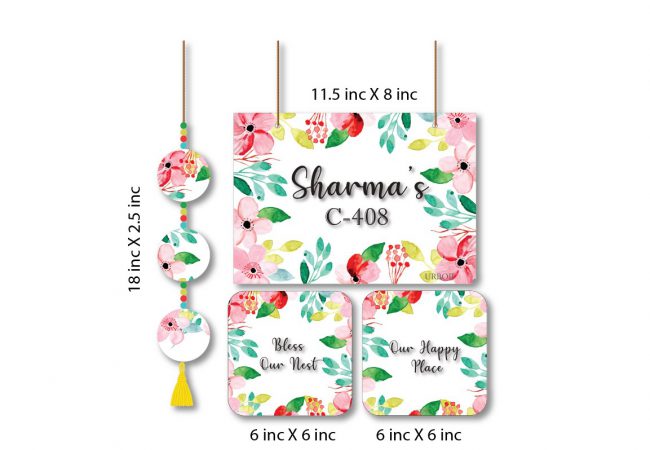 11.5 inc X 8 inc
18 inc X 2.5 inc
Sharma's
C-408
Bless
Our Nest
Our Happy
Place
6 inc X 6 inc
6 inc X 6 inc